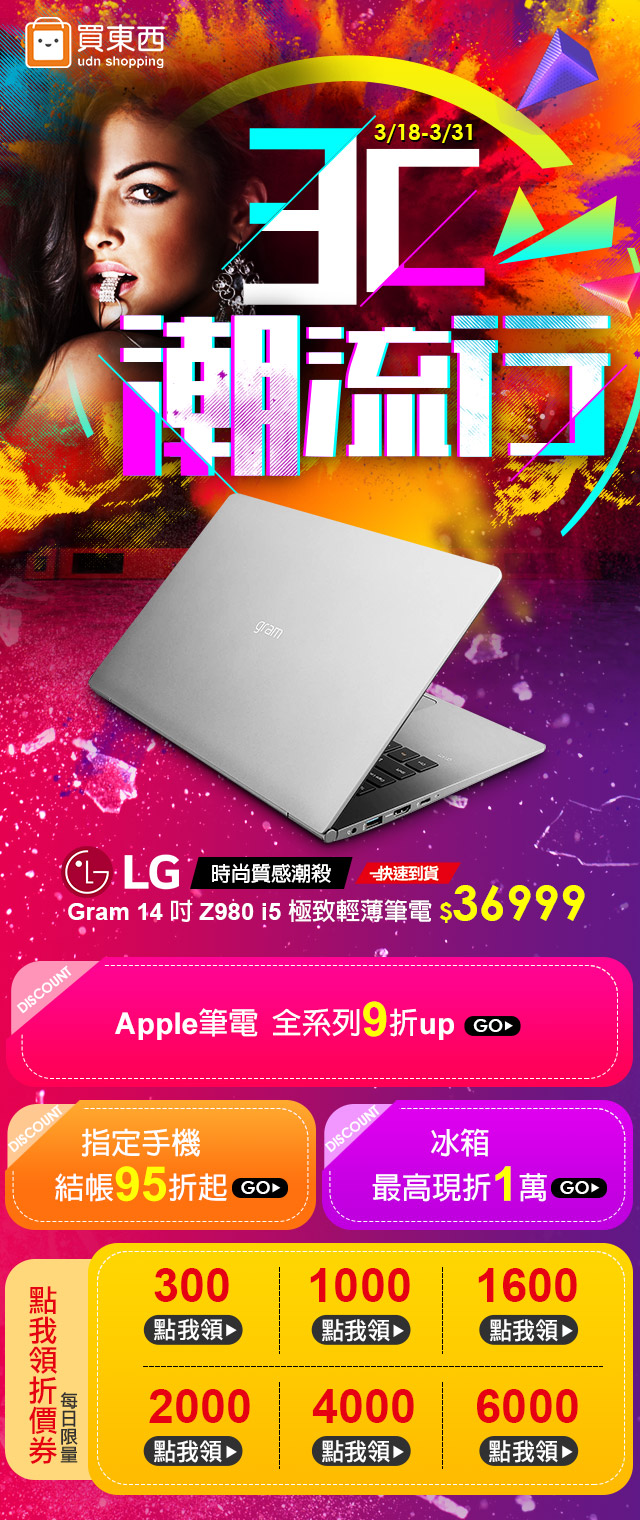 買東西
udn shopping
3/18-3/31
3C
潮流行
gram
LG
時尚質感潮殺
快速到貨
Gram 14 吋 Z980 i5 極致輕薄筆電 $36999
DISCOUNT
Apple筆電 全系列9折up GO
DISCOUNT
指定手機
結帳95折起 GO
DISCOUNT
冰箱
最高現折1萬 GO
點我領折價券
每日限量
300
點我領
1000
點我領
1600
點我領
2000
點我領
4000
點我領
6000
點我領